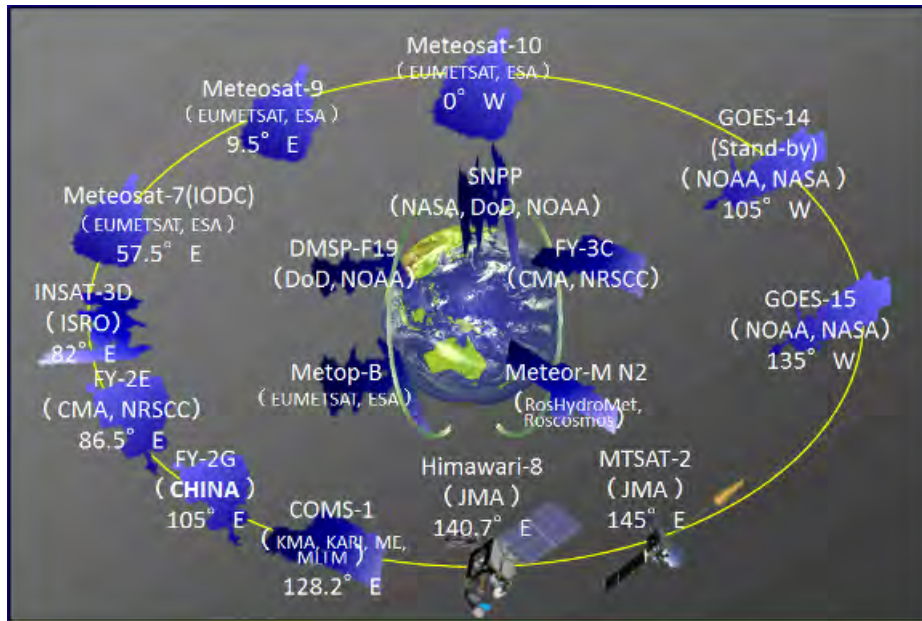 Meteosat-10
( EUMETSAT, ESA )
0° W
Meteosat-9
( EUMETSAT, ESA )
9.5° E
GOES-14
(Stand-by)
( NOAA, NASA )
105° W
SNPP
(NASA, DoD, NOAA)
Meteosat-7(IODC)
( EUMETSAT, ESA )
57.5° E
DMSP-F19
(DoD, NOAA)
FY-3C
(CMA, NRSCC)
INSAT-3D
( ISRO )
82° E
GOES-15
( NOAA, NASA )
135° W
FY-2E
( CMA, NRSCC )
86.5° E
Metop-B
( EUMETSAT, ESA )
Meteor-M N2
(RosHydroMet,
Roscosmos)
FY-2G
( CHINA )
105° E
COMS-1
( KMA, KARI, ME,
MLTM )
128.2° E
Himawari-8
( JMA )
140.7° E
MTSAT-2
( JMA )
145° E